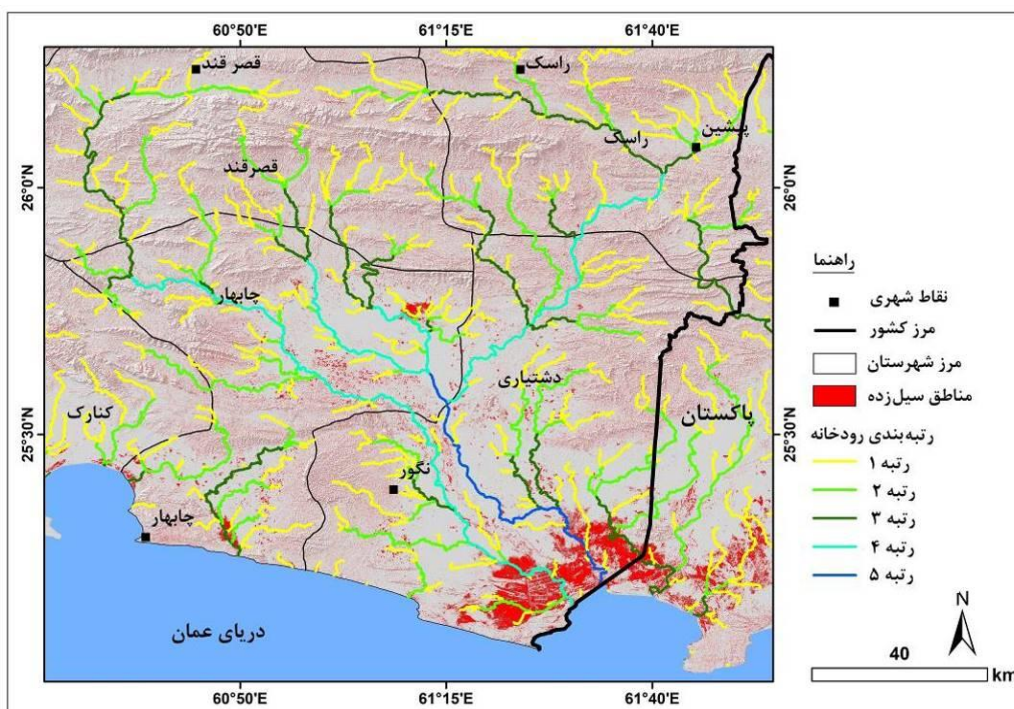 60°50'E
61°15'E
61°40'E
قصر قند
راسک
پیشین
راسک
قصرقند
26°0'N
26°0'N
چابهار
دشتیاری
پاکستان
کنارک
25°30'N
25°30'N
نگور
چابهار
دریای عمان
60°50'E
61°15'E
61°40'E
راهنما
نقاط شهری
مرز کشور
مرز شهرستان
مناطق سیل‌زده
رتبه‌بندی رودخانه
رتبه ۱
رتبه ۲
رتبه ۳
رتبه ۴
رتبه ۵
N
40
km